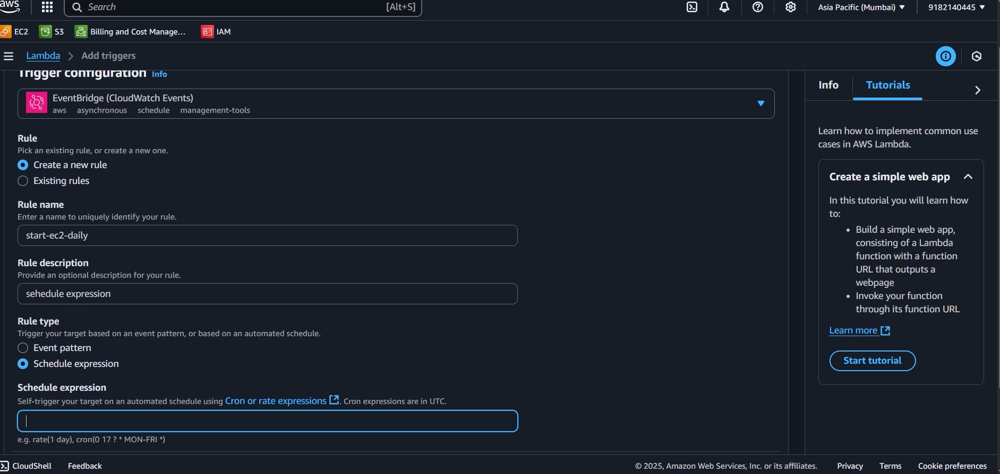 aws
Search
[Alt+S]
Asia Pacific (Mumbai)
9182140445
EC2
S3
Billing and Cost Manage...
IAM
Lambda
Add triggers
Trigger configuration
Info
EventBridge (CloudWatch Events)
aws asynchronous schedule management-tools
Rule
Pick an existing rule, or create a new one.
Create a new rule
Existing rules
Rule name
Enter a name to uniquely identify your rule.
start-ec2-daily
Rule description
Provide an optional description for your rule.
sehedule expression
Rule type
Trigger your target based on an event pattern, or based on an automated schedule.
Event pattern
Schedule expression
Schedule expression
Self-trigger your target on an automated schedule using Cron or rate expressions. Cron expressions are in UTC.
e.g. rate(1 day), cron(0 17 ? * MON-FRI *)
Info
Tutorials
Learn how to implement common use
cases in AWS Lambda.
Create a simple web app
In this tutorial you will learn how
to:
• Build a simple web app,
consisting of a Lambda
function with a function
URL that outputs a
webpage
• Invoke your function
through its function URL
Learn more
Start tutorial
CloudShell
Feedback
© 2025, Amazon Web Services, Inc. or its affiliates.
Privacy
Terms
Cookie preferences